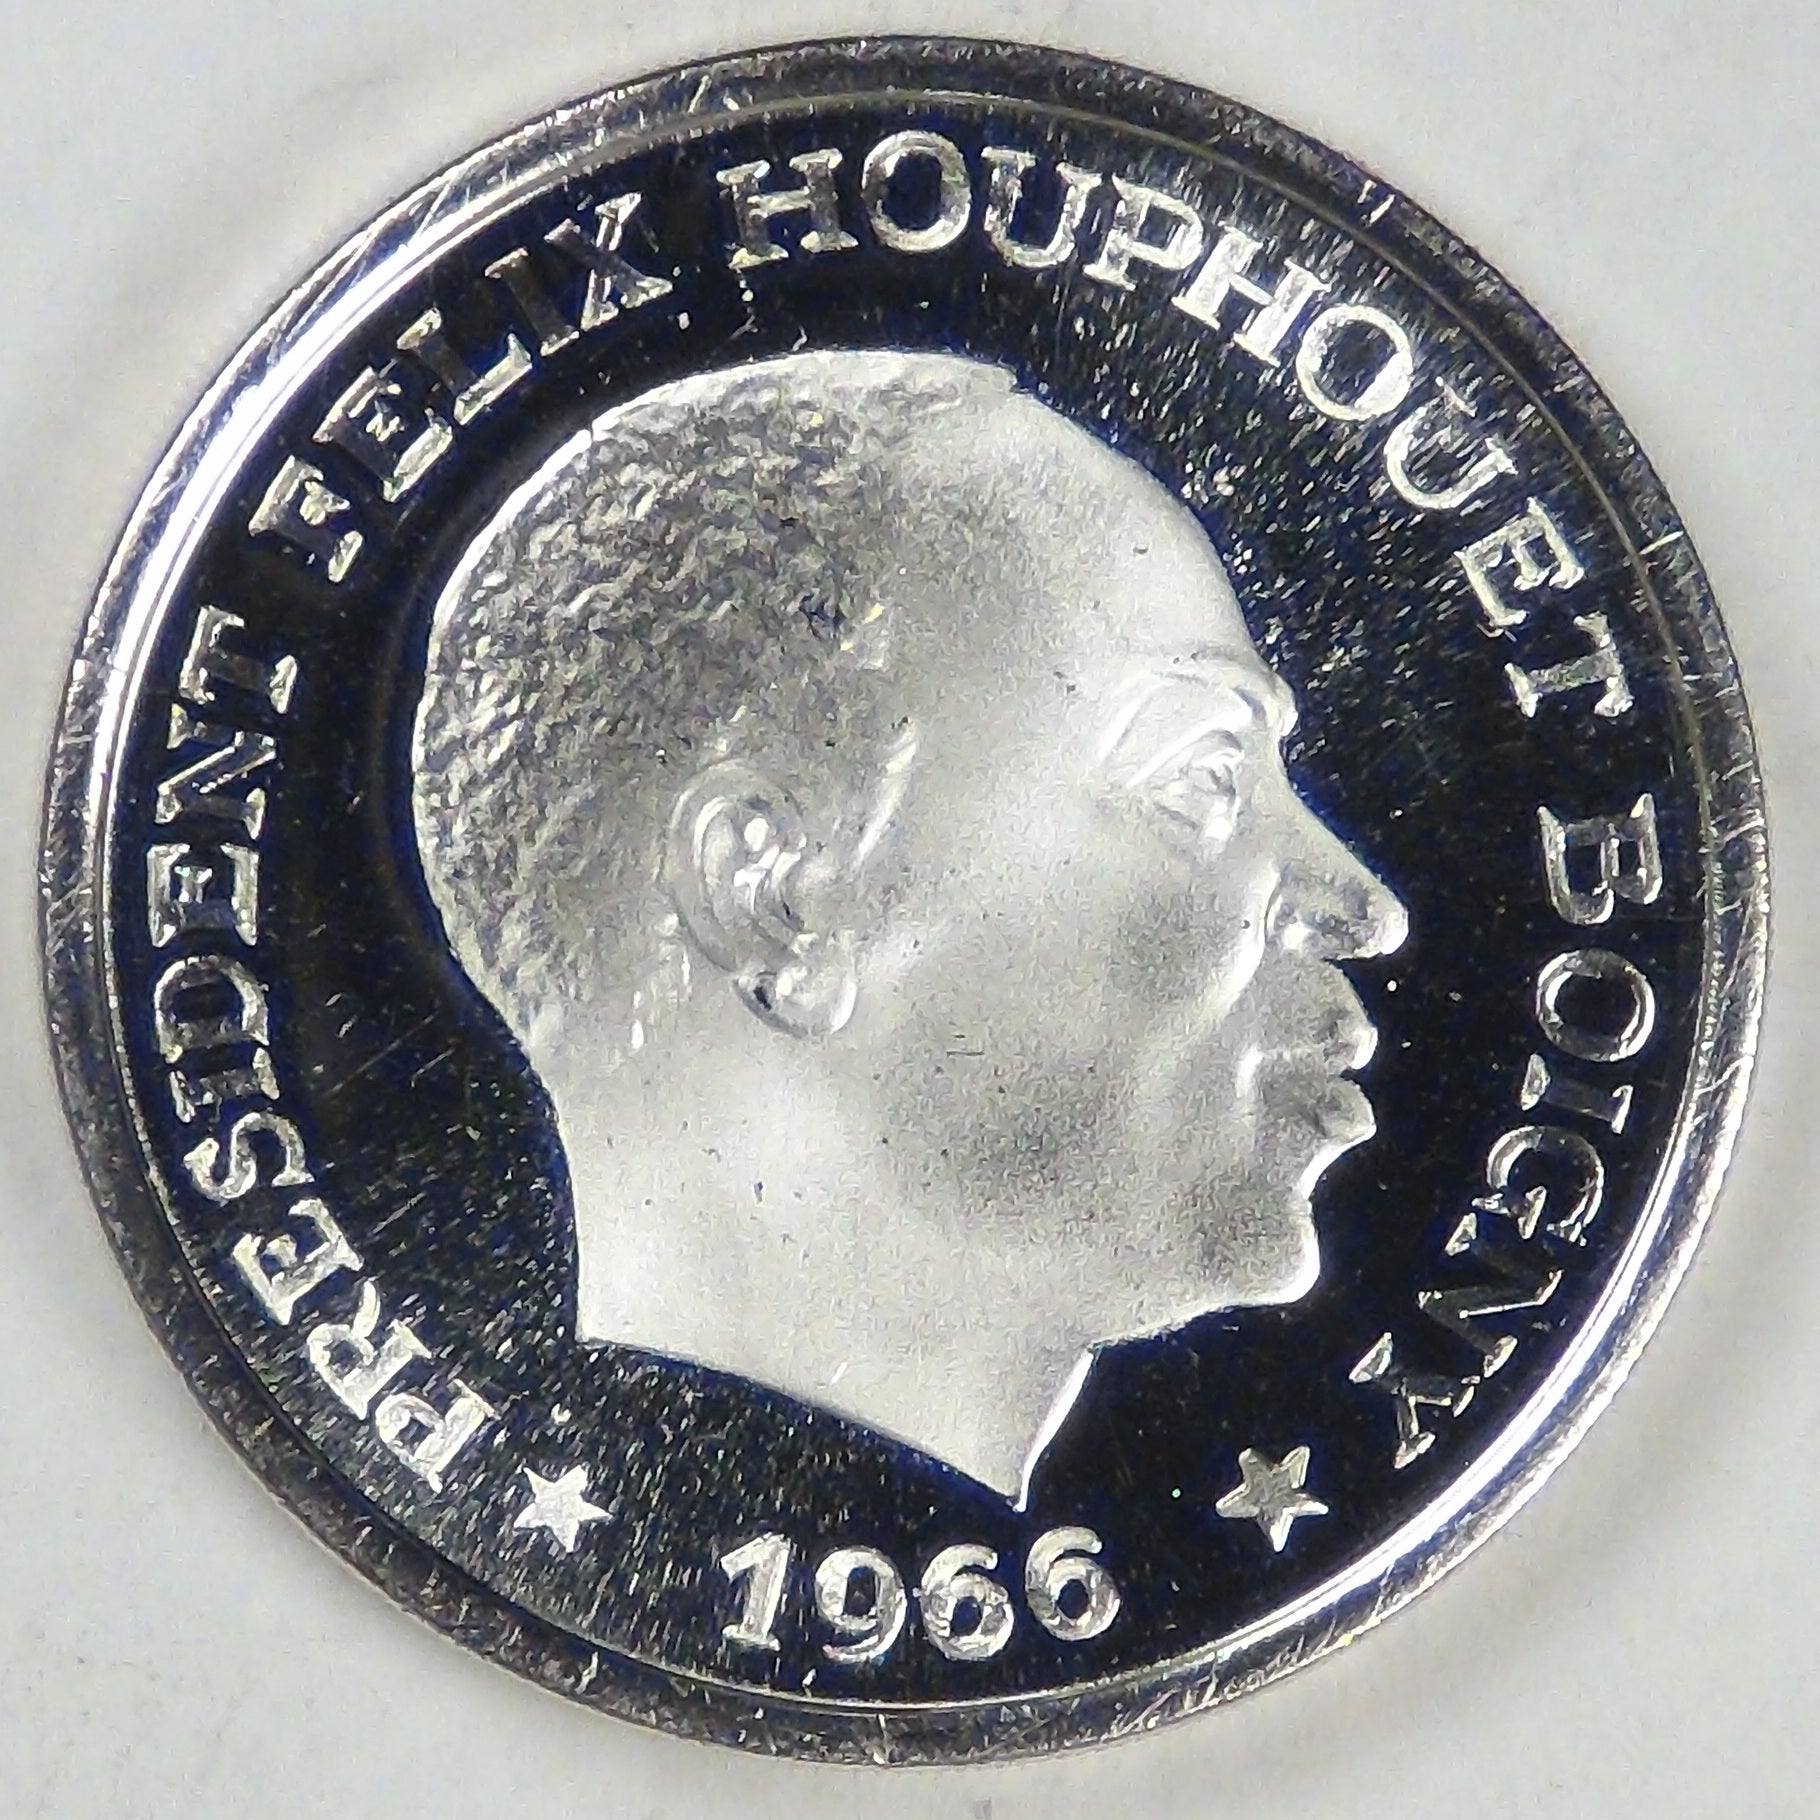 PRESIDENT FELIX HOUPHOUET BOIGNY
1966